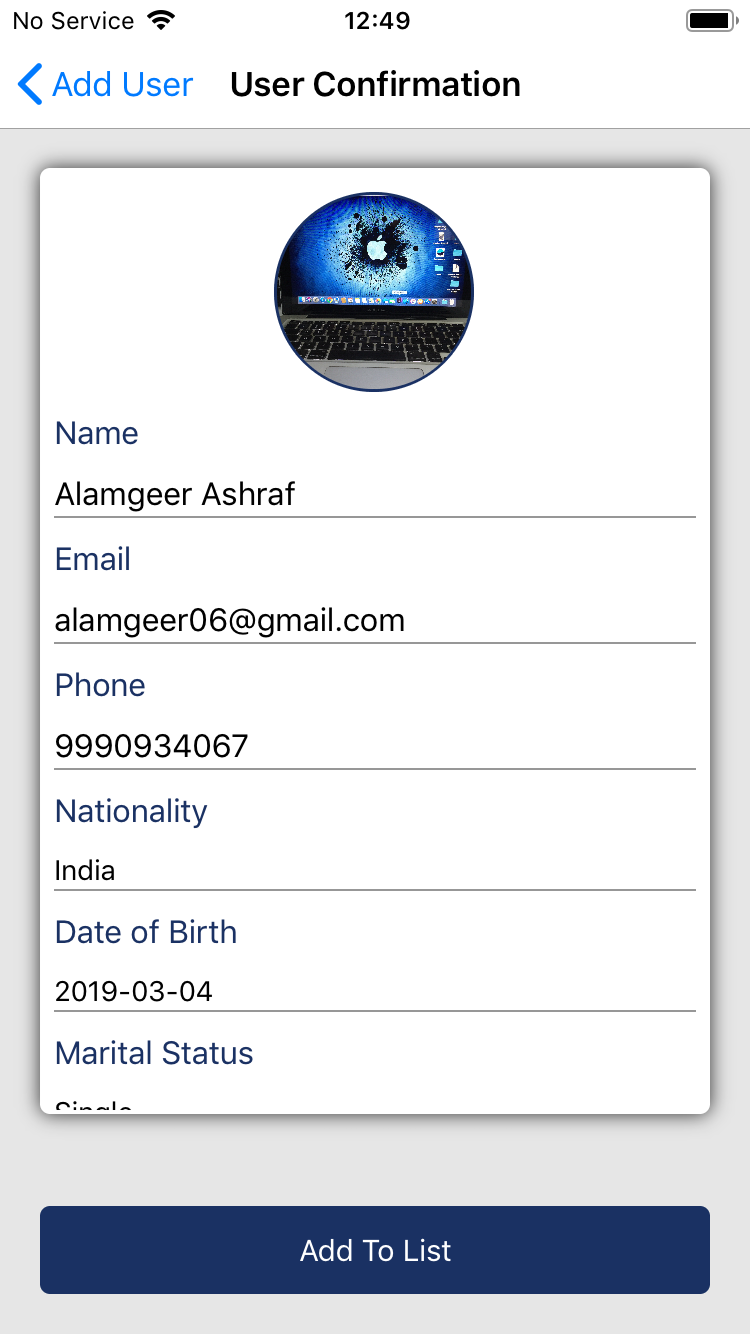 No Service 12:49
Add User User Confirmation
Name
Alamgeer Ashraf
Email
alamgeer06@gmail.com
Phone
9990934067
Nationality
India
Date of Birth
2019-03-04
Marital Status
Single
Add To List